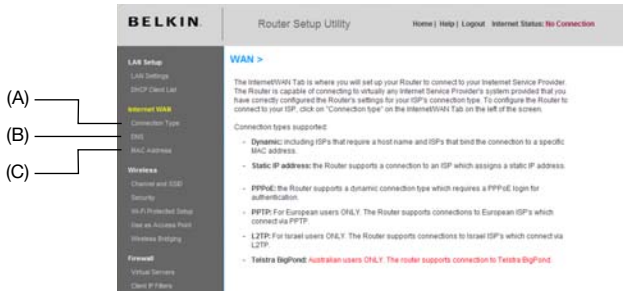 BELKIN
Router Setup Utility
Home | Help | Logout Internet Status: No Connection
(A)
(B)
(C)
LAN Setup
LAN Settings
DHCP Client List
Internet WAN
Connection Type
DNS
MAC Address
Wireless
Channel and SSID
Security
Wi-Fi Protected Setup
Use as Access Point
Wireless Bridging
Firewall
Virtual Servers
Client IP Filters
WAN >
The Internet/WAN Tab is where you will set up your Router to connect to your Internet Service Provider.
The Router is capable of connecting to virtually any Internet Service Provider's system provided that you
have correctly configured the Router's settings for your ISP's connection type. To configure the Router to
connect to your ISP, click on "Connection type" on the Internet/WAN Tab on the left of the screen.
Connection types supported:
- Dynamic: including ISPs that require a host name and ISPs that bind the connection to a specific
MAC address.
- Static IP address: the Router supports a connection to an ISP which assigns a static IP address.
- PPPoE: the Router supports a dynamic connection type which requires a PPPoE login for
authentication.
- PPTP: For European users ONLY. The Router supports connections to European ISP's which
connect via PPTP.
- L2TP: For Israel users ONLY. The Router supports connections to Israel ISP's which connect via
L2TP.
- Telstra BigPond: Australian users ONLY. The router supports connection to Telstra BigPond.